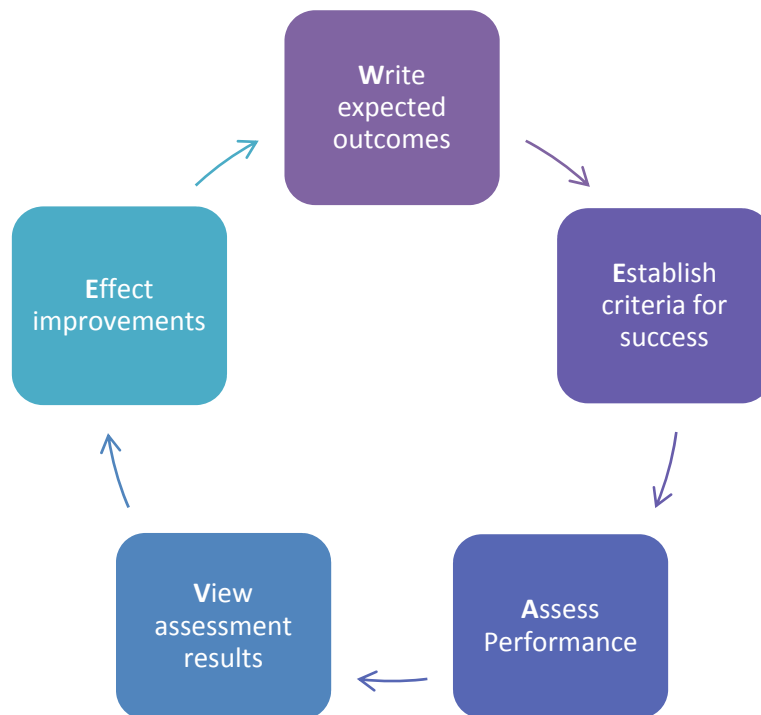 Write
expected
outcomes
Establish
criteria for
success
Assess
Performance
View
assessment
results
Effect
improvements